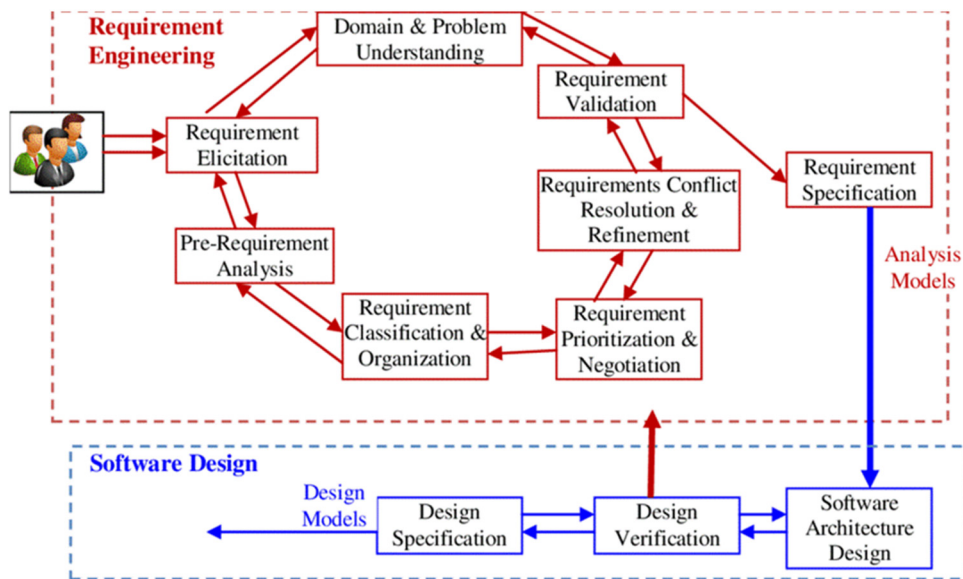 Requirement
Engineering
Domain & Problem
Understanding
Requirement
Validation
Requirement
Elicitation
Requirement
Specification
Requirements Conflict
Resolution &
Refinement
Pre-Requirement
Analysis
Analysis
Models
Requirement
Classification &
Organization
Requirement
Prioritization &
Negotiation
Software Design
Design
Models
Design
Specification
Design
Verification
Software
Architecture
Design